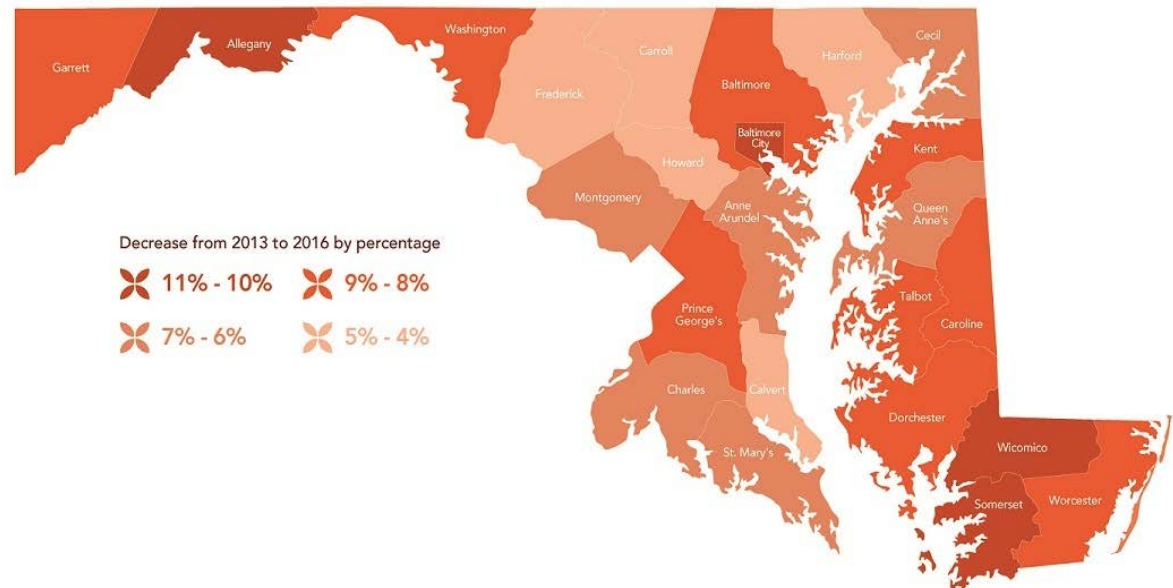 Garrett
Allegany
Washington
Frederick
Carroll
Baltimore
Harford
Cecil
Baltimore
City
Howard
Kent
Montgomery
Anne
Arundel
Queen
Anne's
Decrease from 2013 to 2016 by percentage
11% - 10%
9% - 8%
7% - 6%
5% - 4%
Prince
George's
Talbot
Caroline
Charles
Calvert
Dorchester
St. Mary's
Wicomico
Somerset
Worcester